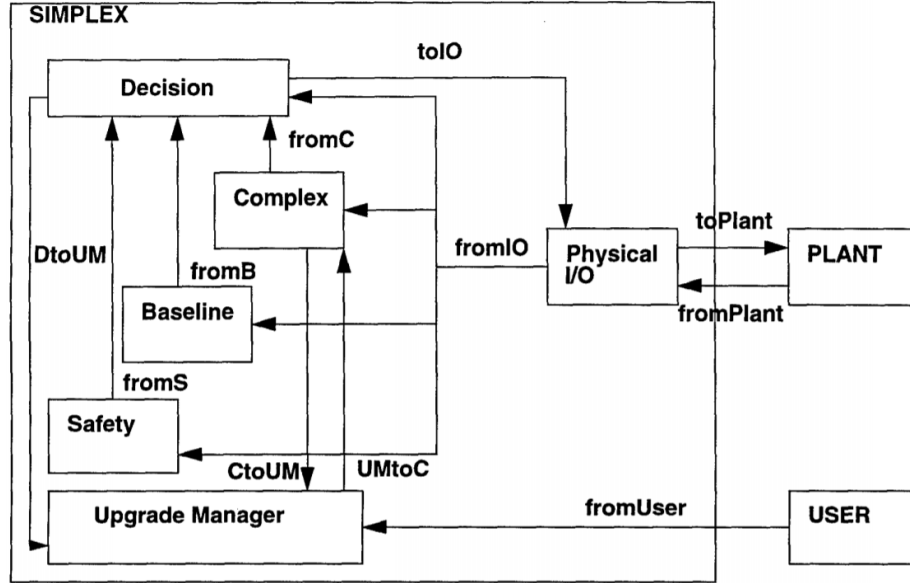 SIMPLEX
toIO
Decision
fromC
Complex
toPlant
DtoUM
fromIO
Physical
I/O
PLANT
fromB
Baseline
fromPlant
fromS
Safety
CtoUM
UMtoC
Upgrade Manager
fromUser
USER